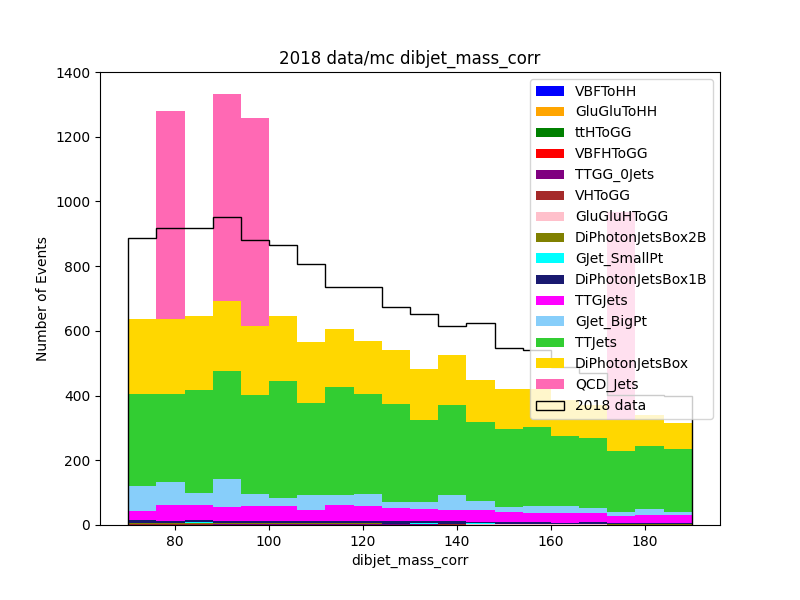 2018 data/mc dibjet_mass_corr
1400
1200
1000
800
600
400
200
0
Number of Events
80
100
120
140
160
180
dibjet_mass_corr
VBFToHH
GluGluToHH
ttHToGG
VBFHToGG
TTGG_0Jets
VHToGG
GluGluHToGG
DiPhotonJetsBox2B
GJet_SmallPt
DiPhotonJetsBox1B
TTGJets
GJet_BigPt
TTJets
DiPhotonJetsBox
QCD_Jets
2018 data